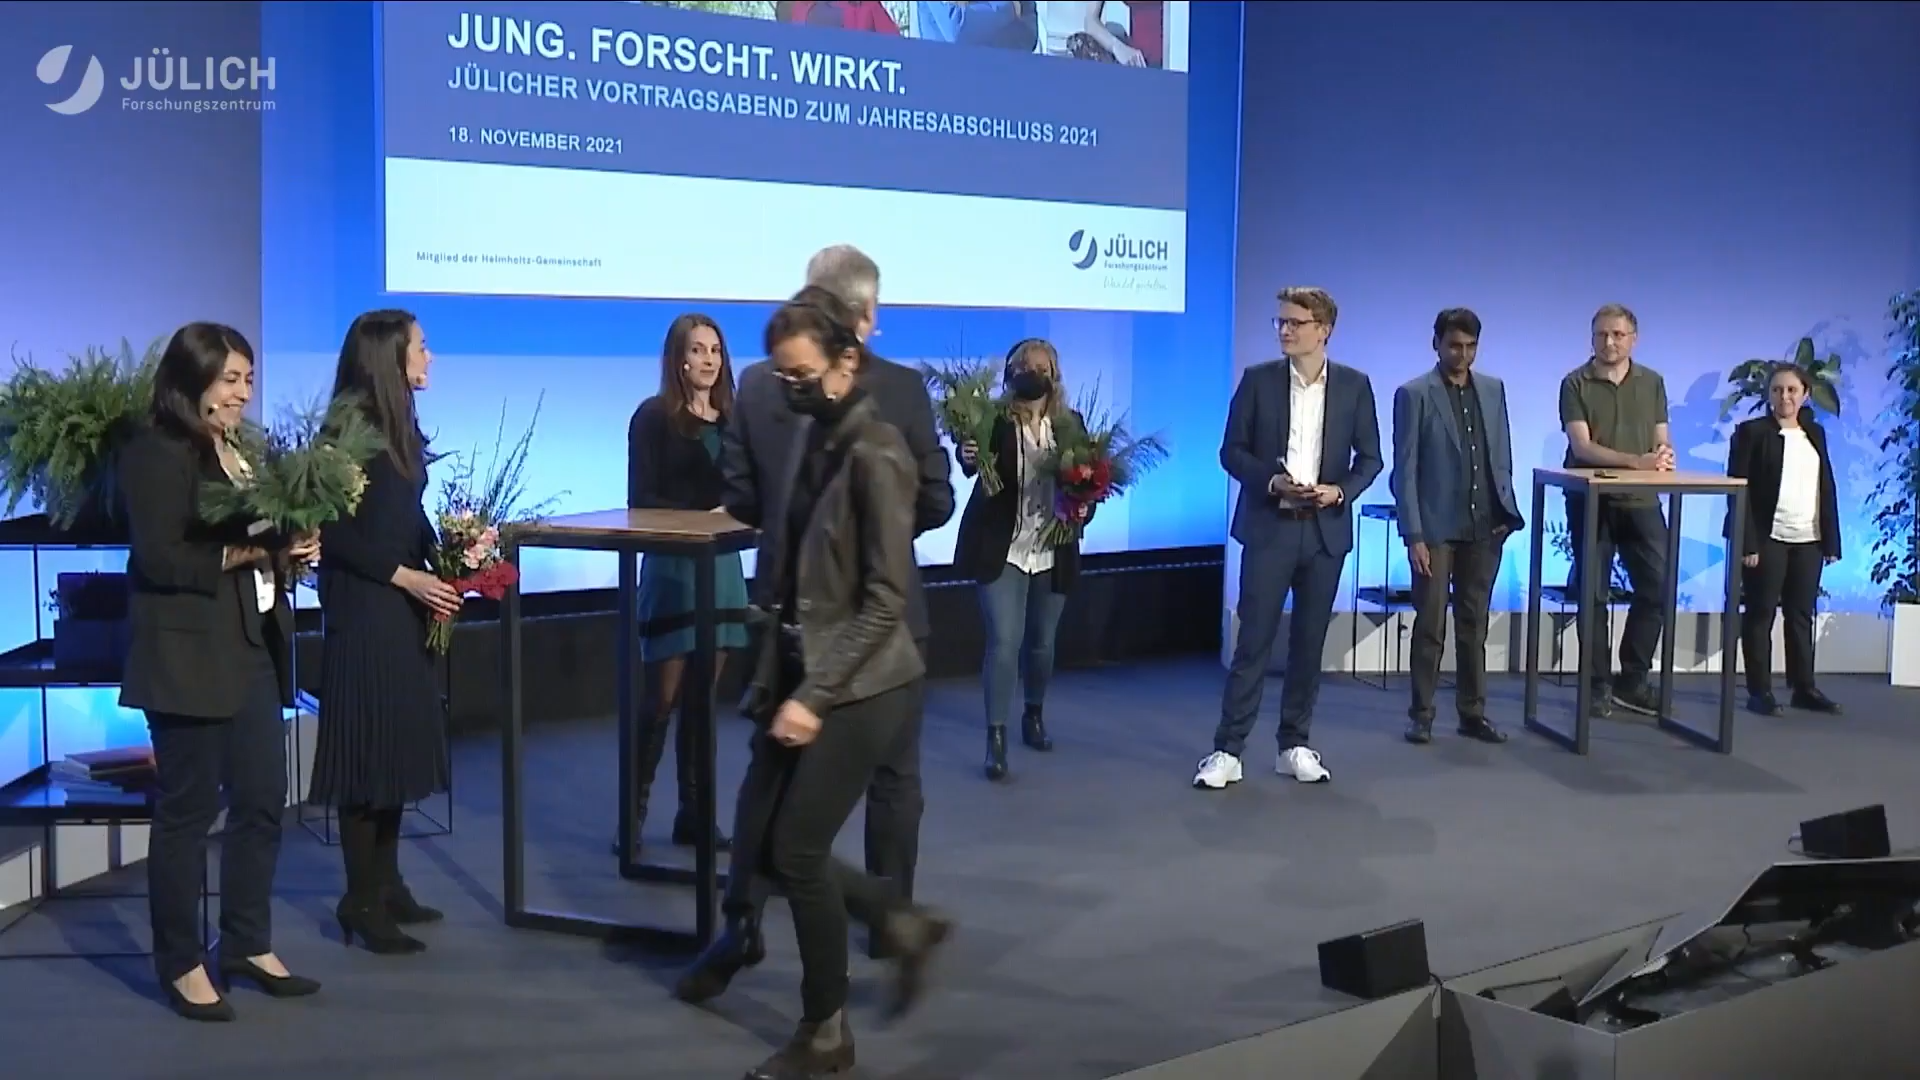 JÜLICH
Forschungszentrum
JUNG. FORSCHT. WIRKT.
JÜLICHER VORTRAGSABEND ZUM JAHRESABSCHLUSS 2021
18. NOVEMBER 2021
Mitglied der Helmholtz-Gemeinschaft
JÜLICH
Forschungszentrum